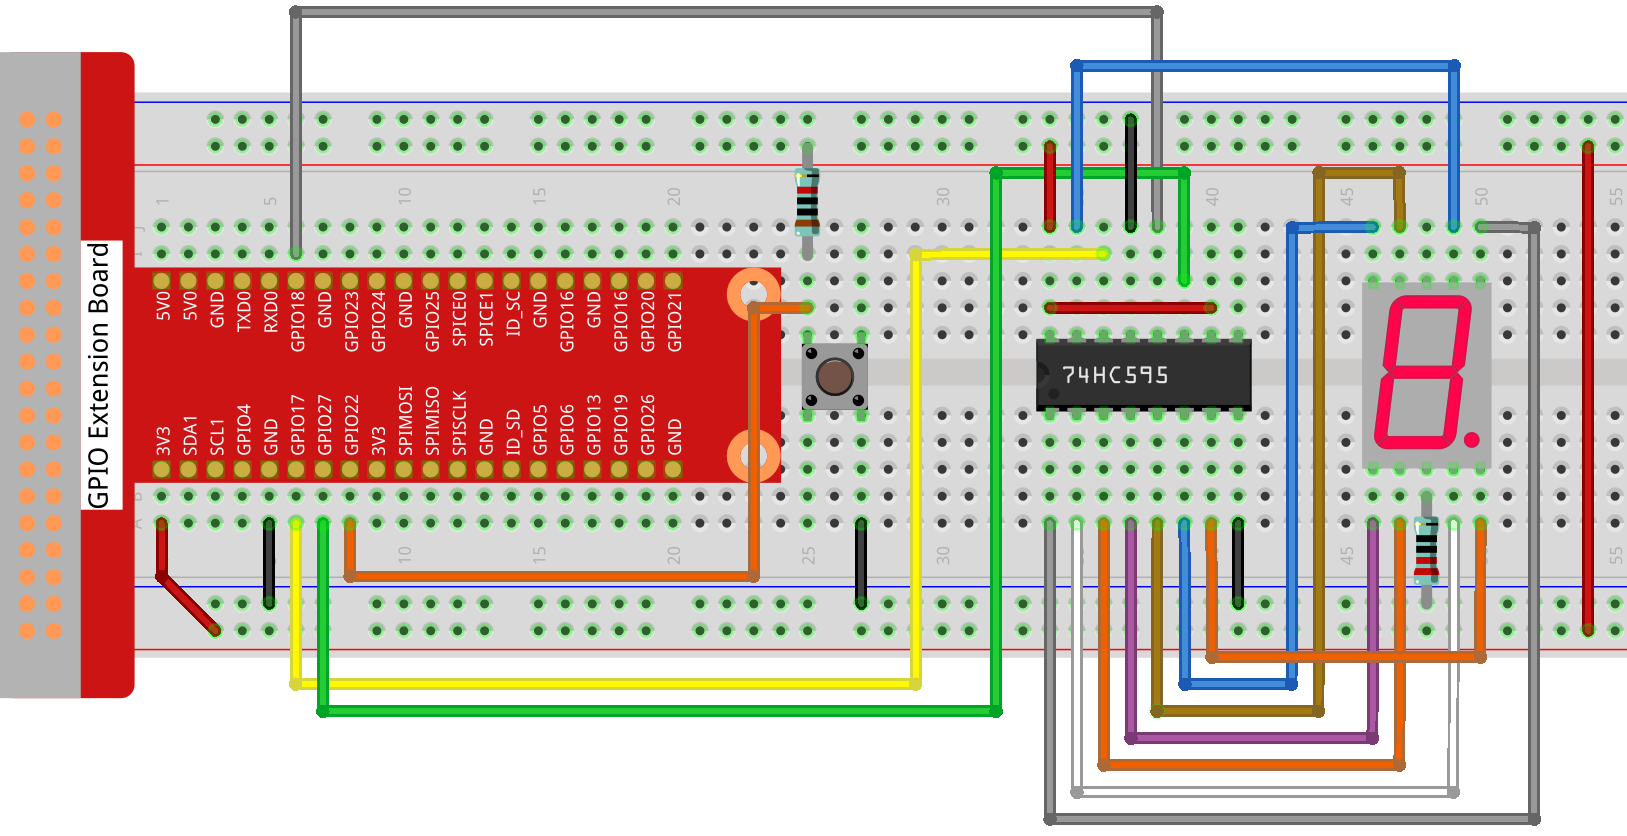 1 5 10 15 20 30 40 45 50 55
J
I
5V0 5V0 GND TXD0 RXD0 GPIO18 GND GPIO23 GPIO24 GND GPIO25 SPICE0 SPICE1 ID_SC GND GPIO16 GND GPIO16 GPIO20 GPIO21
GPIO Extension Board
74HC595
3V3 SDA1 SCL1 GPIO4 GND GPIO17 GPIO27 GPIO22 3V3 SPIMOSI SPIMISO SPISCLK GND ID_SD GPIO5 GPIO6 GPIO13 GPIO19 GPIO26 GND
B
A
10 15 25 30 45 55